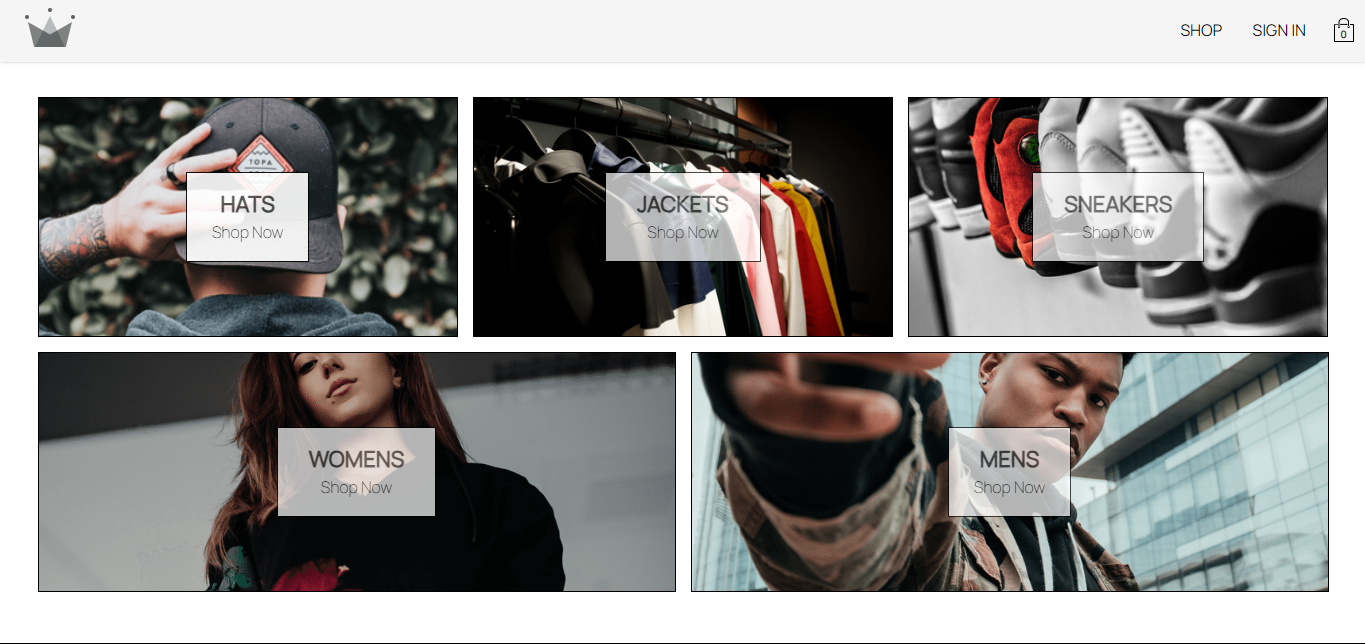 SHOP
SIGN IN
0
TOPA
HATS
Shop Now
JACKETS
Shop Now
SNEAKERS
Shop Now
WOMENS
Shop Now
MENS
Shop Now